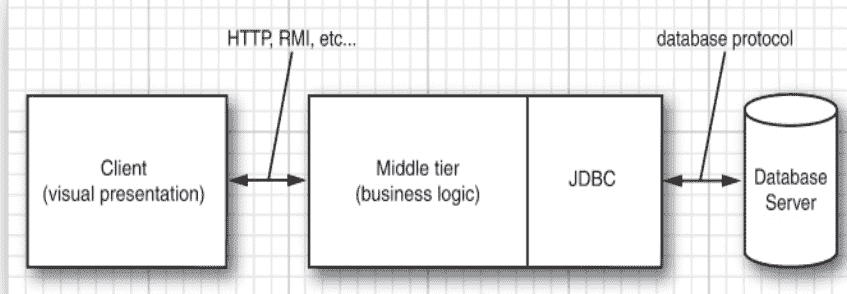 HTTP, RMI, etc...
database protocol
Client
(visual presentation)
Middle tier
(business logic)
JDBC
Database
Server